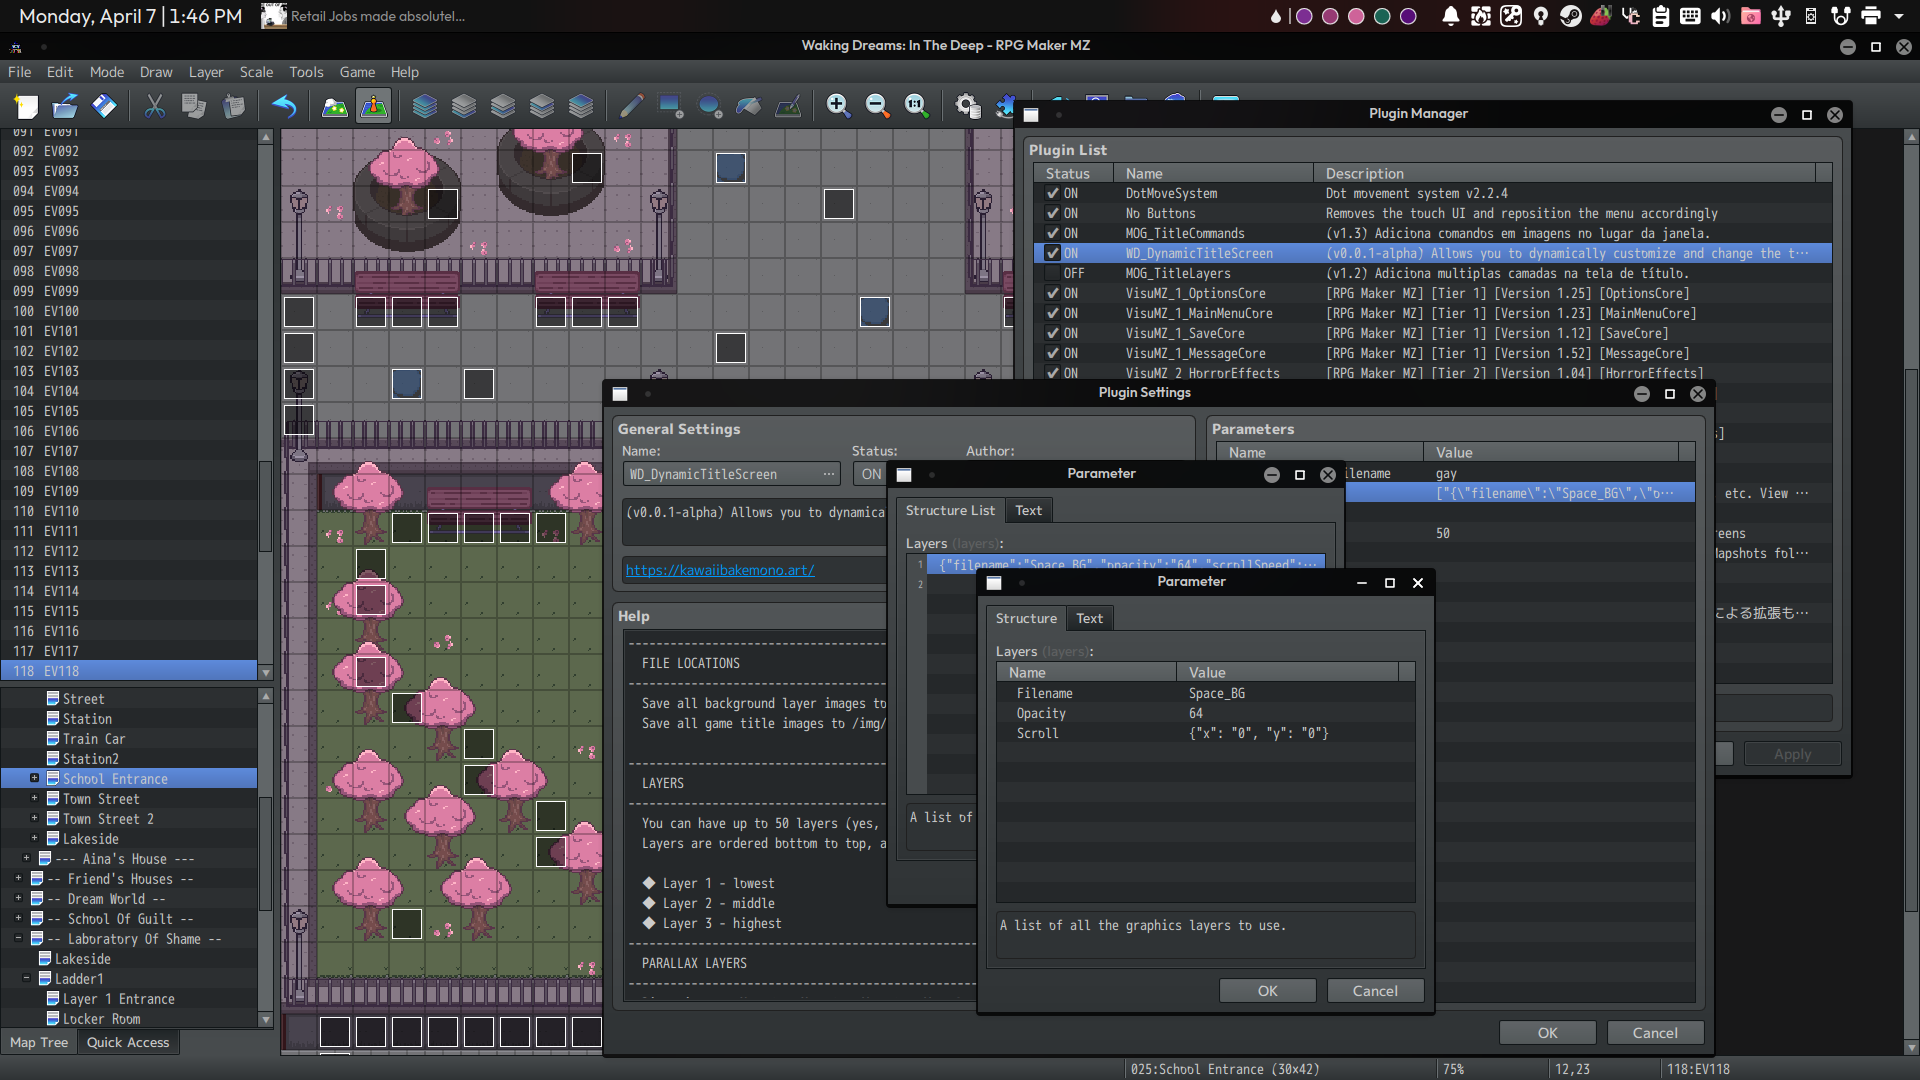 Monday, April 7 | 1:46 PM
Retail Jobs made absolutel...
Waking Dreams: In The Deep - RPG Maker MZ
File Edit Mode Draw Layer Scale Tools Game Help
091 EV091
092 EV092
093 EV093
094 EV094
095 EV095
096 EV096
097 EV097
098 EV098
099 EV099
100 EV100
101 EV101
102 EV102
103 EV103
104 EV104
105 EV105
106 EV106
107 EV107
108 EV108
109 EV109
110 EV110
111 EV111
112 EV112
113 EV113
114 EV114
115 EV115
116 EV116
117 EV117
118 EV118
Street
Station
Train Car
Station2
School Entrance
Town Street
Town Street 2
Lakeside
--- Aina's House ---
-- Friend's Houses --
-- Dream World --
-- School Of Guilt --
-- Laboratory Of Shame --
Lakeside
Ladder1
Layer 1 Entrance
Locker Room
Map Tree Quick Access
Plugin Manager
Plugin List
Status Name Description
ON DotMoveSystem Dot movement system v2.2.4
ON No Buttons Removes the touch UI and reposition the menu accordingly
ON MOG_TitleCommands (v1.3) Adiciona comandos em imagens no lugar da janela.
ON WD_DynamicTitleScreen (v0.0.1-alpha) Allows you to dynamically customize and change the t···
OFF MOG_TitleLayers (v1.2) Adiciona multiplas camadas na tela de título.
ON VisuMZ_1_OptionsCore [RPG Maker MZ] [Tier 1] [Version 1.25] [OptionsCore]
ON VisuMZ_1_MainMenuCore [RPG Maker MZ] [Tier 1] [Version 1.23] [MainMenuCore]
ON VisuMZ_1_SaveCore [RPG Maker MZ] [Tier 1] [Version 1.12] [SaveCore]
ON VisuMZ_1_MessageCore [RPG Maker MZ] [Tier 1] [Version 1.52] [MessageCore]
ON VisuMZ_2_HorrorEffects [RPG Maker MZ] [Tier 2] [Version 1.04] [HorrorEffects]
s]
etc. View ···
eens
apshots fol···
による拡張も···
Apply
Plugin Settings
General Settings
Name: Status: Author:
WD_DynamicTitleScreen ··· ON
(v0.0.1-alpha) Allows you to dynamica
https://kawaiibakemono.art/
Help
FILE LOCATIONS
Save all background layer images to
Save all game title images to /img/
LAYERS
You can have up to 50 layers (yes,
Layers are ordered bottom to top, a
◆ Layer 1 - lowest
◆ Layer 2 - middle
◆ Layer 3 - highest
PARALLAX LAYERS
Parameters
Name Value
ilename gay
["{\"filename\":\"Space_BG\",\"o···
50
OK Cancel
Parameter
Structure List Text
Layers (layers):
1 {"filename":"Space_BG","opacity":"64","scrollSpeed":···
2
A list of
Parameter
Structure Text
Layers (layers):
Name Value
Filename Space_BG
Opacity 64
Scroll {"x": "0", "y": "0"}
A list of all the graphics layers to use.
OK Cancel
025:School Entrance (30×42) 75% 12,23 118:EV118